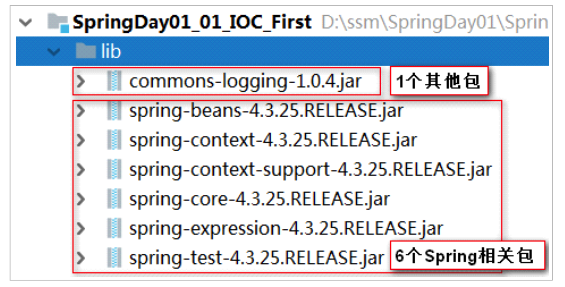 SpringDay01_01_IOC_First D:\ssm\SpringDay01\Sprin
lib
commons-logging-1.0.4.jar 1个其他包
spring-beans-4.3.25.RELEASE.jar
spring-context-4.3.25.RELEASE.jar
spring-context-support-4.3.25.RELEASE.jar
spring-core-4.3.25.RELEASE.jar
spring-expression-4.3.25.RELEASE.jar
spring-test-4.3.25.RELEASE.jar 6个Spring相关包